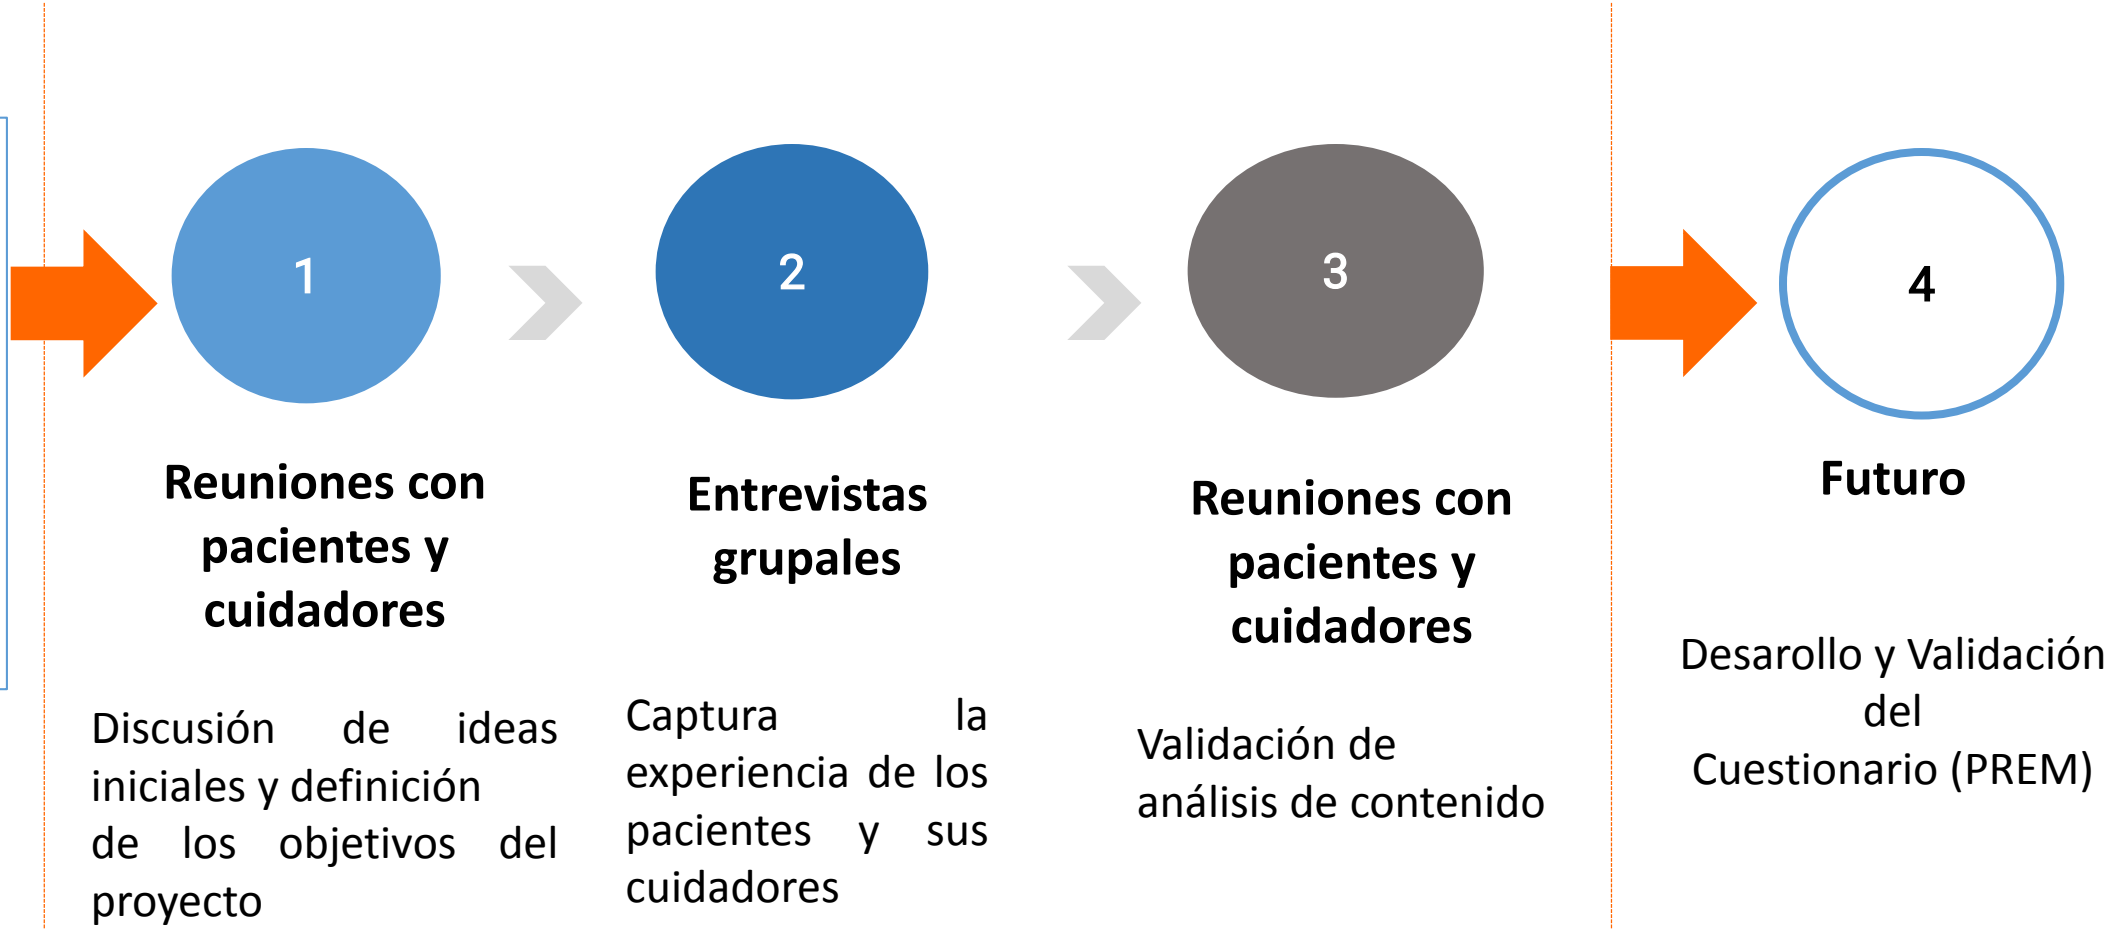 1
Reuniones con
pacientes y
cuidadores
Discusión de ideas
iniciales y definición
de los objetivos del
proyecto
2
Entrevistas
grupales
Captura la
experiencia de los
pacientes y sus
cuidadores
3
Reuniones con
pacientes y
cuidadores
Validación de
análisis de contenido
4
Futuro
Desarollo y Validación
del
Cuestionario (PREM)